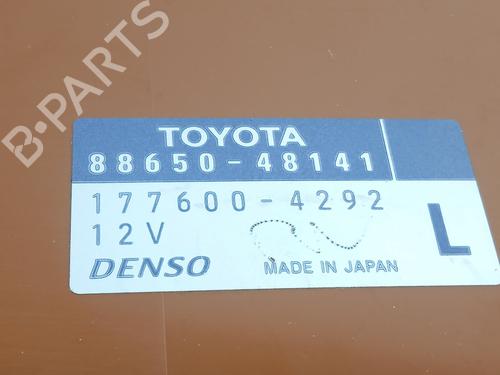 B-PARTS
TOYOTA
88650-48141
177600-4292
12V
L
DENSO
MADE IN JAPAN